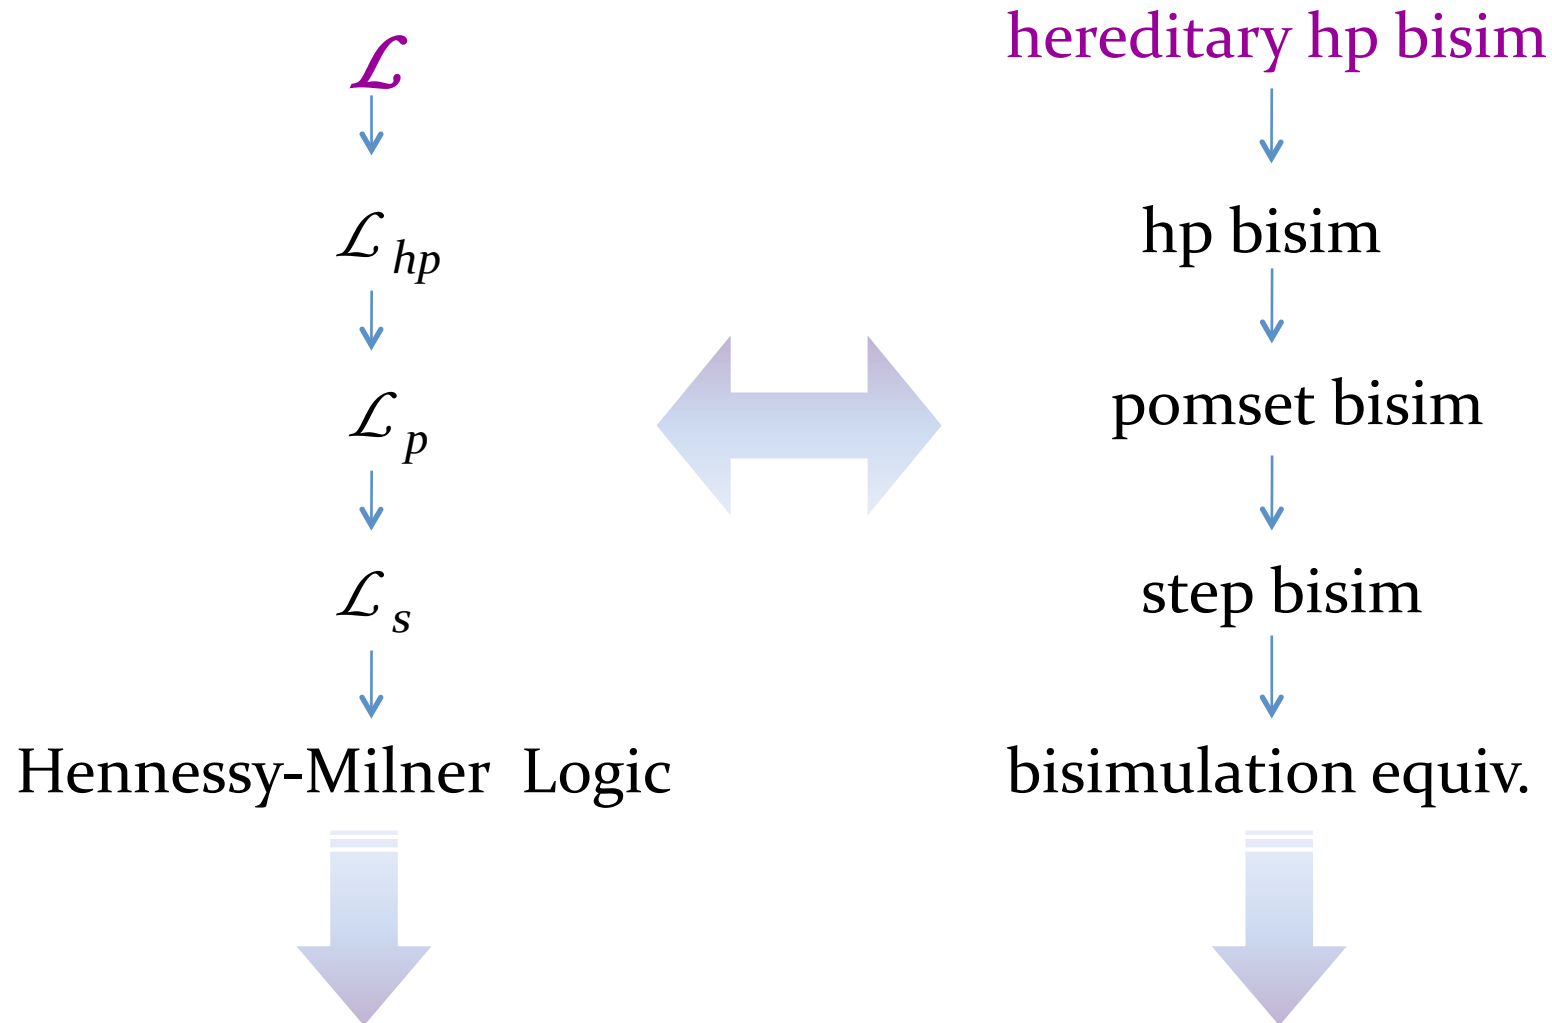 ℒ
hereditary hp bisim
ℒ hp
hp bisim
ℒ p
pomset bisim
ℒ s
step bisim
Hennessy-Milner Logic
bisimulation equiv.